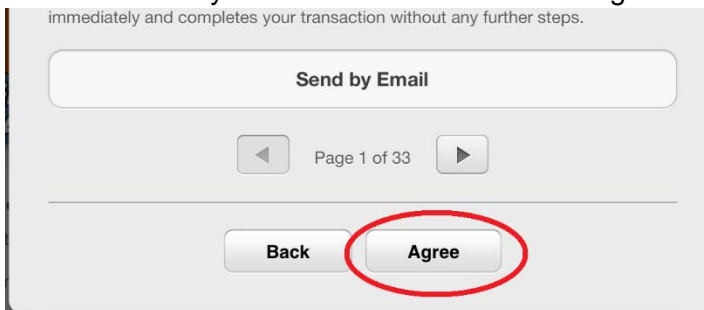 immediately and completes your transaction without any further steps.
Send by Email
Page 1 of 33
Back Agree